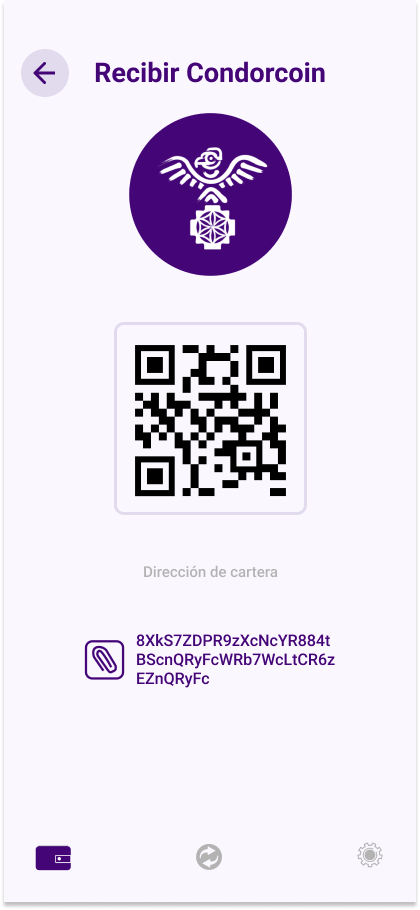 Recibir Condorcoin
Dirección de cartera
8XkS7ZDPR9zXcNcYR884t
BScnQRyFcWRb7WcLtCR6z
EZnQRyFc